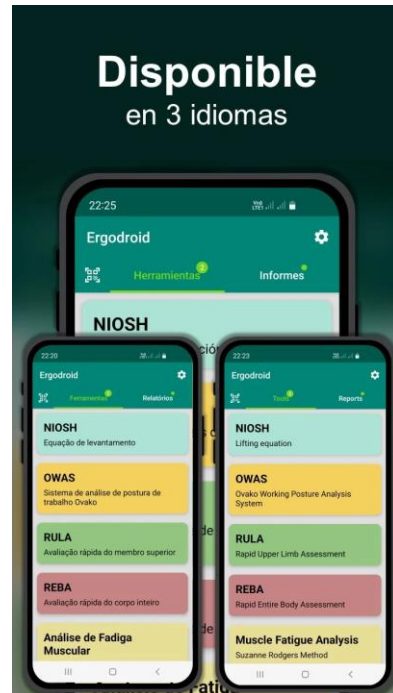 Disponible
en 3 idiomas
22:25
Ergodroid
Herramientas 2
Informes
NIOSH
22:20
Ergodroid
Ferramentas
Relatórios
NIOSH
Equação de levantamento
OWAS
Sistema de análise de postura de
trabalho Ovako
RULA
Avaliação rápida do membro superior
REBA
Avaliação rápida do corpo inteiro
Análise de Fadiga
Muscular
22:23
Ergodroid
Tools
Reports
NIOSH
Lifting equation
OWAS
Ovako Working Posture Analysis
System
RULA
Rapid Upper Limb Assessment
REBA
Rapid Entire Body Assessment
Muscle Fatigue Analysis
Suzanne Rodgers Method